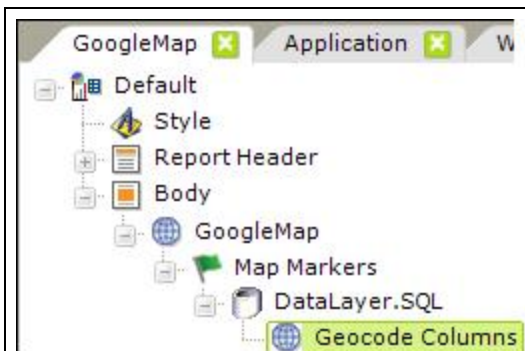 GoogleMap Application W
Default
Style
Report Header
Body
GoogleMap
Map Markers
DataLayer.SQL
Geocode Columns